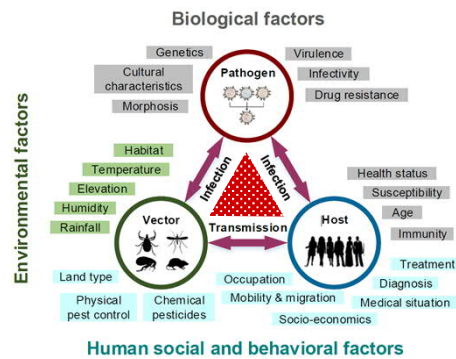 Biological factors
Genetics
Cultural
characteristics
Morphosis
Pathogen
Virulence
Infectivity
Drug resistance
Environmental factors
Habitat
Temperature
Elevation
Humidity
Rainfall
Infection
Infection
Health status
Susceptibility
Age
Immunity
Vector
Transmission
Host
Land type
Physical
pest control
Chemical
pesticides
Occupation
Mobility & migration
Socio-economics
Treatment
Diagnosis
Medical situation
Human social and behavioral factors